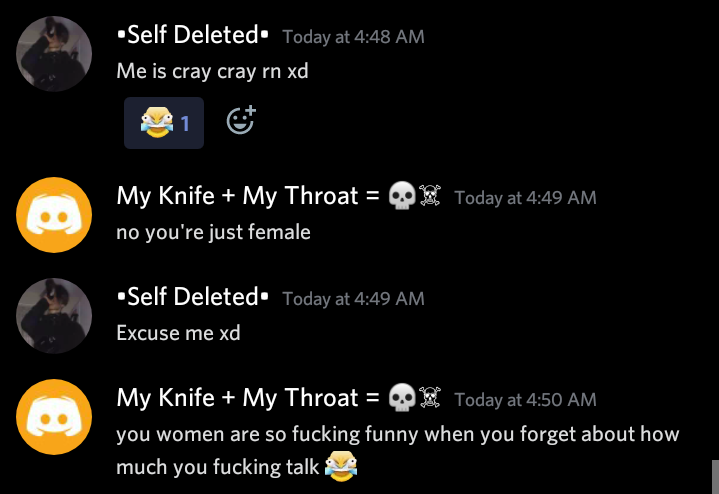 •Self Deleted• Today at 4:48 AM
Me is cray cray rn xd
1
My Knife + My Throat = 💀☠ Today at 4:49 AM
no you're just female
•Self Deleted• Today at 4:49 AM
Excuse me xd
My Knife + My Throat = 💀☠ Today at 4:50 AM
you women are so fucking funny when you forget about how
much you fucking talk